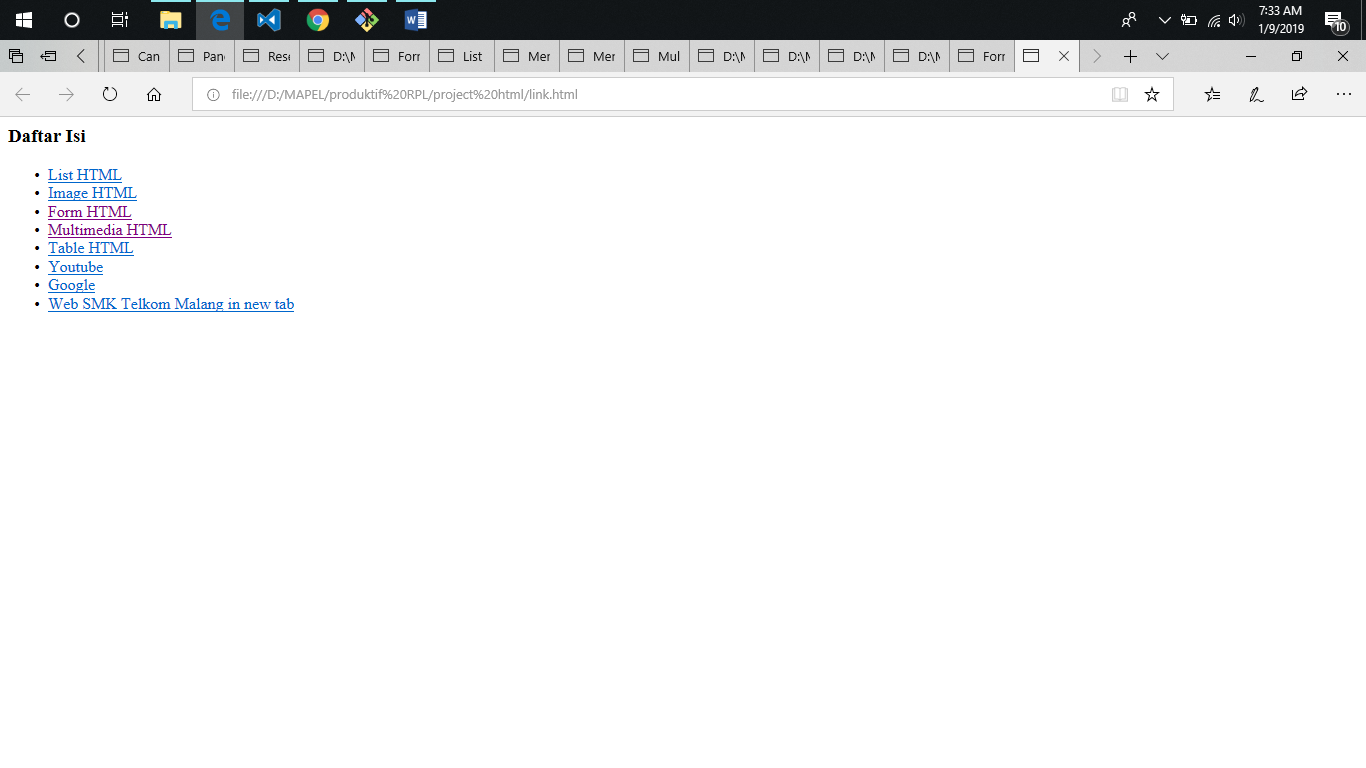 7:33 AM
1/9/2019
10
Can
Pan
Rese
D:\M
Forr
List
Mer
Mer
Mul
D:\M
D:\M
D:\M
D:\M
Forr
file:///D:/MAPEL/produktif%20RPL/project%20html/link.html
Daftar Isi
• List HTML
• Image HTML
• Form HTML
• Multimedia HTML
• Table HTML
• Youtube
• Google
• Web SMK Telkom Malang in new tab